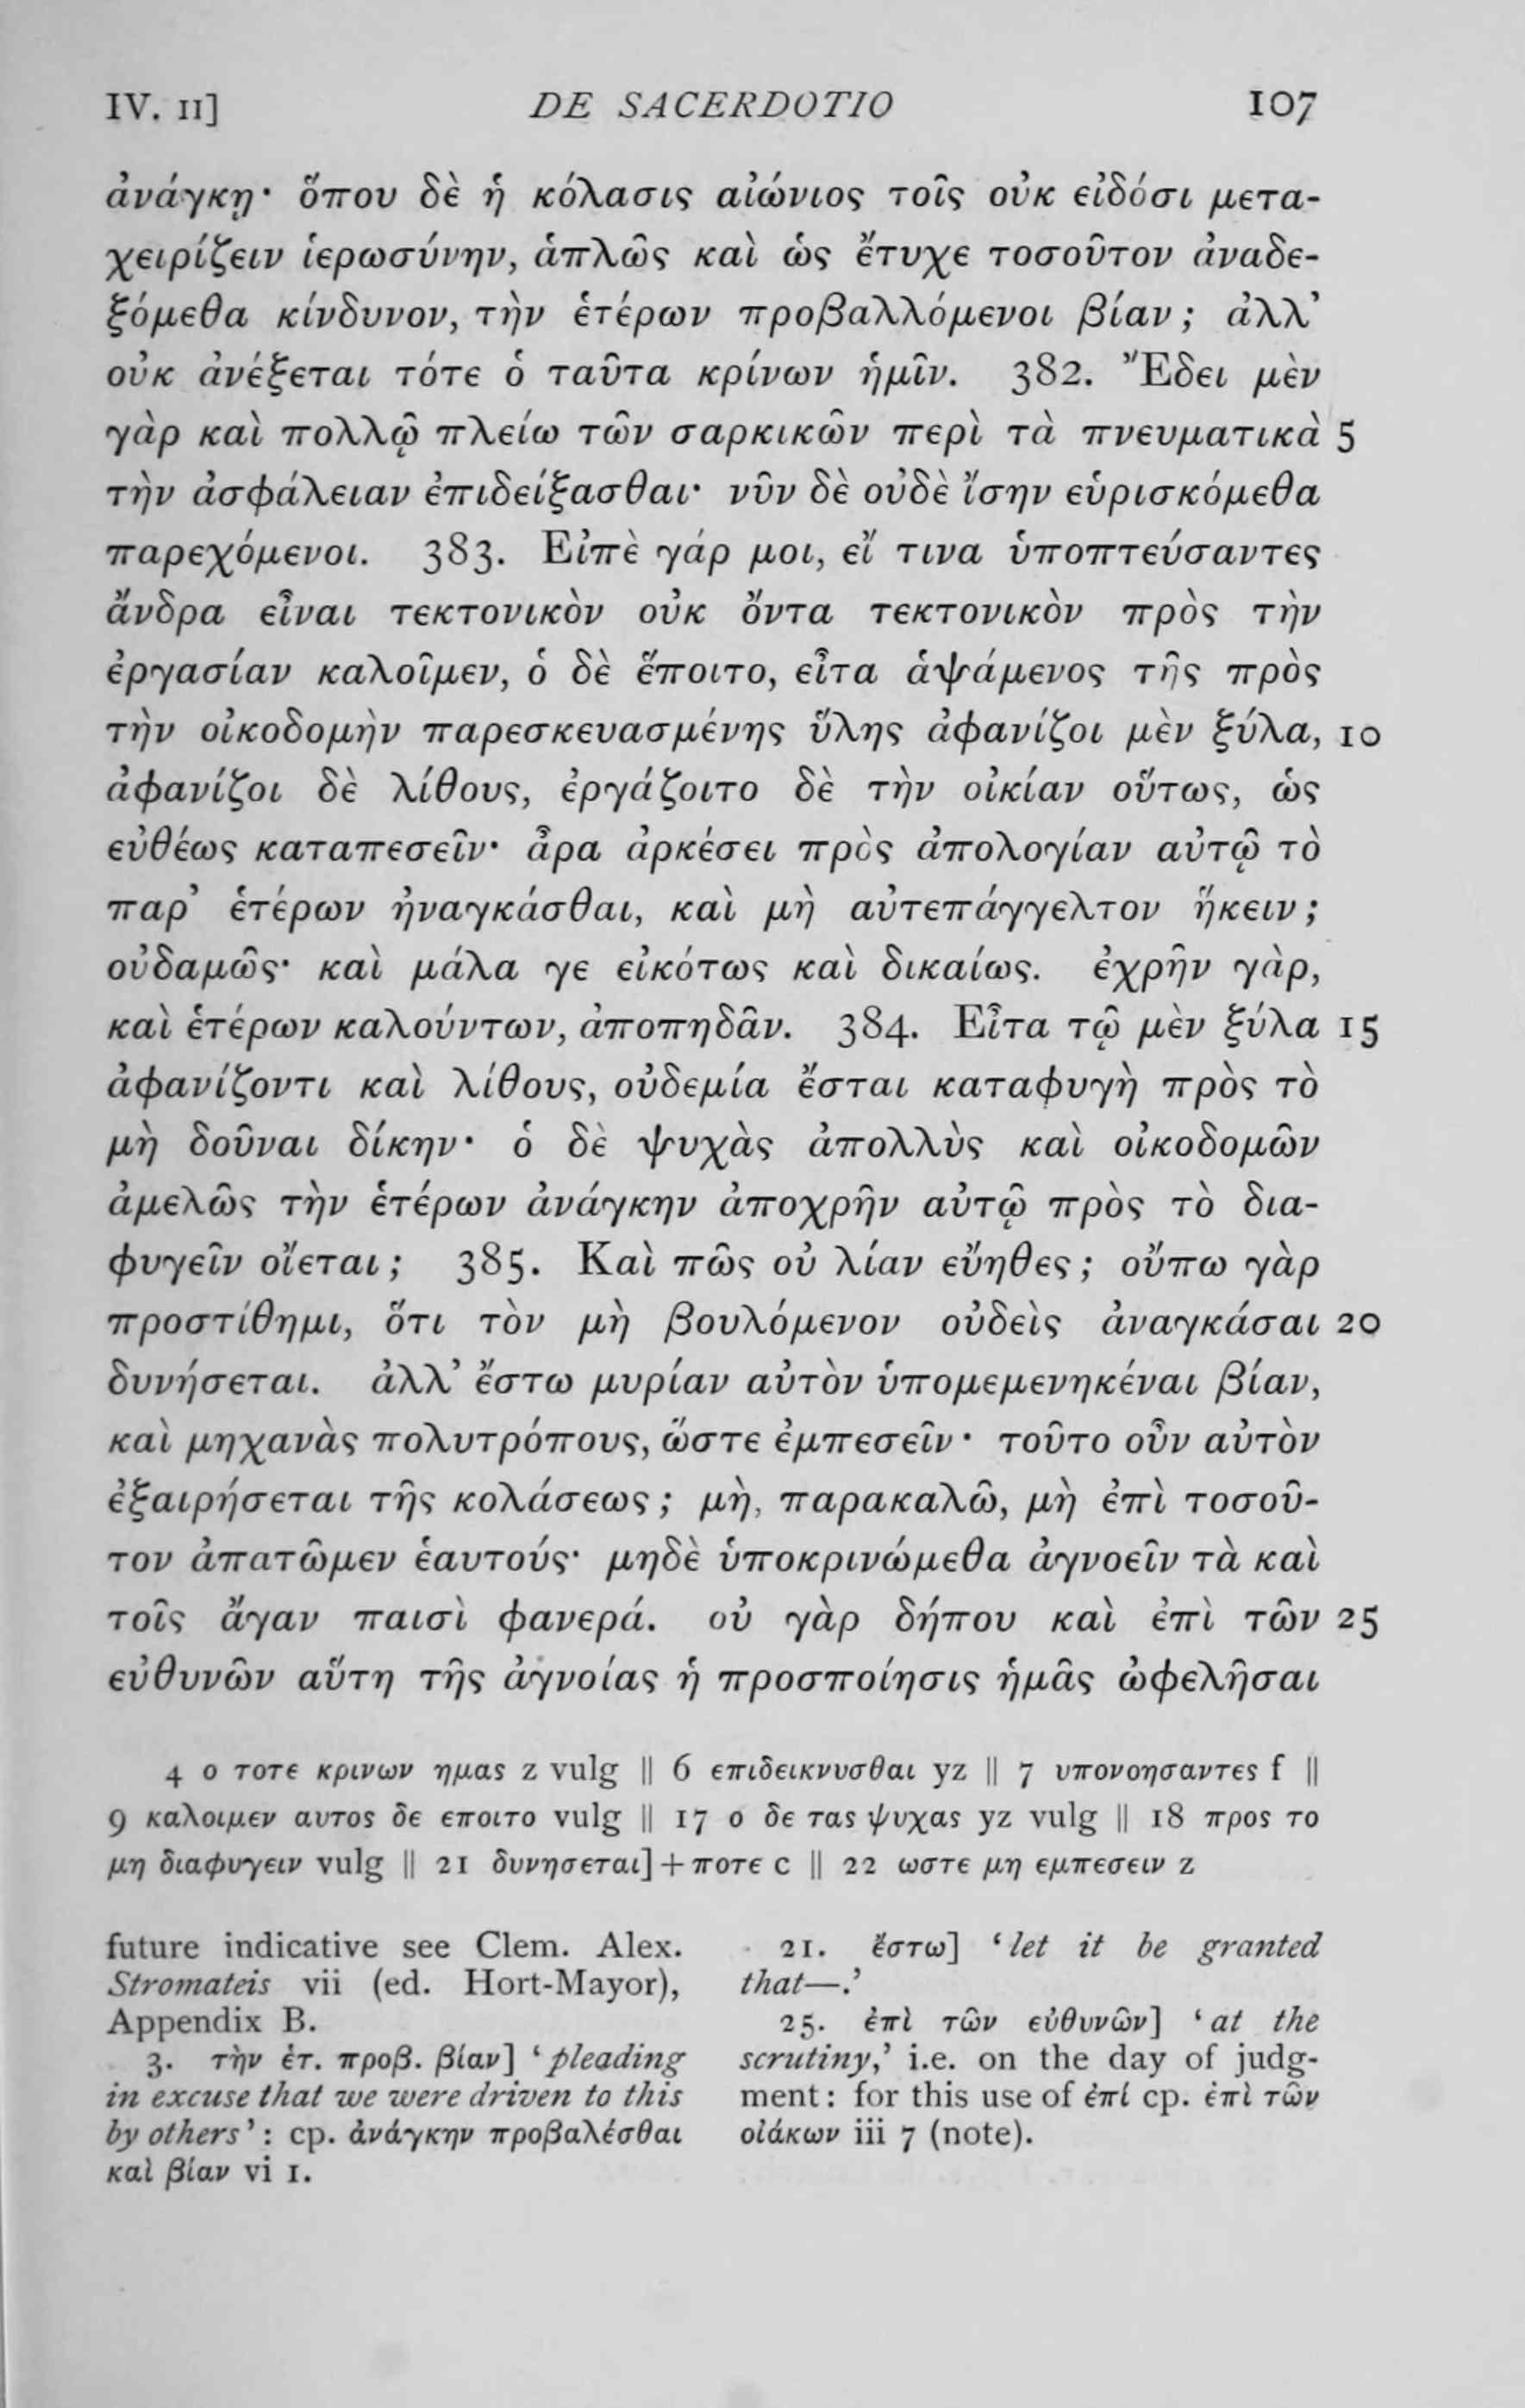 IV. 11] DE SACERDOTIO 107
ἀνάγκῃ· ὅπου δὲ ἡ κόλασις αἰώνιος τοῖς οὐκ εἰδόσι μετα-
χειρίζειν ἱερωσύνην, ἁπλῶς καὶ ὡς ἔτυχε τοσοῦτον ἀναδε-
ξόμεθα κίνδυνον, τὴν ἑτέρων προβαλλόμενοι βίαν; ἀλλ’
οὐκ ἀνέξεται τότε ὁ ταῦτα κρίνων ἡμῖν. 382. Ἔδει μὲν
γὰρ καὶ πολλῷ πλείω τῶν σαρκικῶν περὶ τὰ πνευματικὰ 5
τὴν ἀσφάλειαν ἐπιδείξασθαι· νῦν δὲ οὐδὲ ἴσην εὑρισκόμεθα
παρεχόμενοι. 383. Εἰπὲ γάρ μοι, εἴ τινα ὑποπτεύσαντες
ἄνδρα εἶναι τεκτονικὸν οὐκ ὄντα τεκτονικὸν πρὸς τὴν
ἐργασίαν καλοῖμεν, ὁ δὲ ἕποιτο, εἶτα ἁψάμενος τῆς πρὸς
τὴν οἰκοδομὴν παρεσκευασμένης ὕλης ἀφανίζοι μὲν ξύλα, 10
ἀφανίζοι δὲ λίθους, ἐργάζοιτο δὲ τὴν οἰκίαν οὕτως, ὡς
εὐθέως καταπεσεῖν· ἆρα ἀρκέσει πρὸς ἀπολογίαν αὐτῷ τὸ
παρ’ ἑτέρων ἠναγκάσθαι, καὶ μὴ αὐτεπάγγελτον ἥκειν;
οὐδαμῶς· καὶ μάλα γε εἰκότως καὶ δικαίως. ἐχρῆν γὰρ,
καὶ ἑτέρων καλούντων, ἀποπηδᾶν. 384. Εἶτα τῷ μὲν ξύλα 15
ἀφανίζοντι καὶ λίθους, οὐδεμία ἔσται καταφυγὴ πρὸς τὸ
μὴ δοῦναι δίκην· ὁ δὲ ψυχὰς ἀπολλὺς καὶ οἰκοδομῶν
ἀμελῶς τὴν ἑτέρων ἀνάγκην ἀποχρῆν αὐτῷ πρὸς τὸ δια-
φυγεῖν οἴεται; 385. Καὶ πῶς οὐ λίαν εὔηθες; οὔπω γὰρ
προστίθημι, ὅτι τὸν μὴ βουλόμενον οὐδεὶς ἀναγκάσαι 20
δυνήσεται. ἀλλ’ ἔστω μυρίαν αὐτὸν ὑπομεμενηκέναι βίαν,
καὶ μηχανὰς πολυτρόπους, ὥστε ἐμπεσεῖν· τοῦτο οὖν αὐτὸν
ἐξαιρήσεται τῆς κολάσεως; μὴ, παρακαλῶ, μὴ ἐπὶ τοσοῦ-
τον ἀπατῶμεν ἑαυτούς· μηδὲ ὑποκρινώμεθα ἀγνοεῖν τὰ καὶ
τοῖς ἄγαν παισὶ φανερά. οὐ γὰρ δήπου καὶ ἐπὶ τῶν 25
εὐθυνῶν αὕτη τῆς ἀγνοίας ἡ προσποίησις ἡμᾶς ὠφελῆσαι
4 ο τοτε κρινων ημας z vulg || 6 επιδεικνυσθαι yz || 7 υπονοησαντες f ||
9 καλοιμεν αυτος δε εποιτο vulg || 17 ο δε τας ψυχας yz vulg || 18 προς το
μη διαφυγειν vulg || 21 δυνησεται] + ποτε c || 22 ωστε μη εμπεσειν z
future indicative see Clem. Alex.
Stromateis vii (ed. Hort-Mayor),
Appendix B.
3. τὴν ἑτ. προβ. βίαν] ‘pleading
in excuse that we were driven to this
by others’: cp. ἀνάγκην προβαλέσθαι
καὶ βίαν vi 1.
21. ἔστω] ‘let it be granted
that—.’
25. ἐπὶ τῶν εὐθυνῶν] ‘at the
scrutiny,’ i.e. on the day of judg-
ment: for this use of ἐπί cp. ἐπὶ τῶν
οἰάκων iii 7 (note).